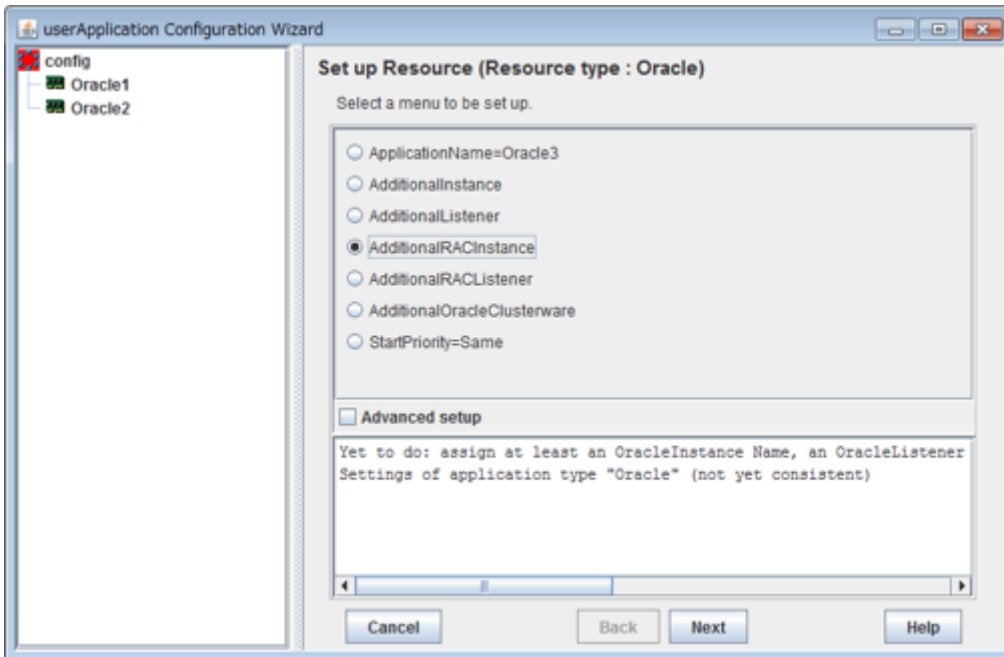 userApplication Configuration Wizard
config
Oracle1
Oracle2
Set up Resource (Resource type : Oracle)
Select a menu to be set up.
ApplicationName=Oracle3
AdditionalInstance
AdditionalListener
AdditionalRACInstance
AdditionalRACListener
AdditionalOracleClusterware
StartPriority=Same
Advanced setup
Yet to do: assign at least an OracleInstance Name, an OracleListener
Settings of application type "Oracle" (not yet consistent)
Cancel
Back
Next
Help